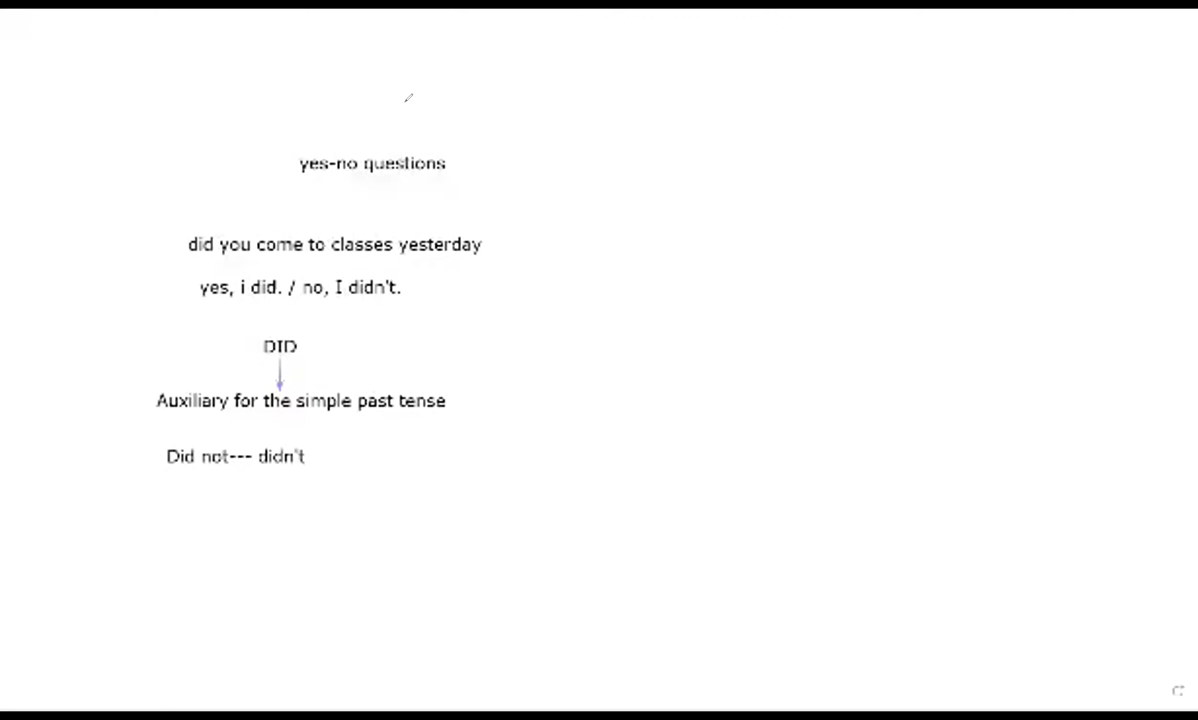 yes-no questions
did you come to classes yesterday
yes, i did. / no, I didn't.
DID
Auxiliary for the simple past tense
Did not--- didn't